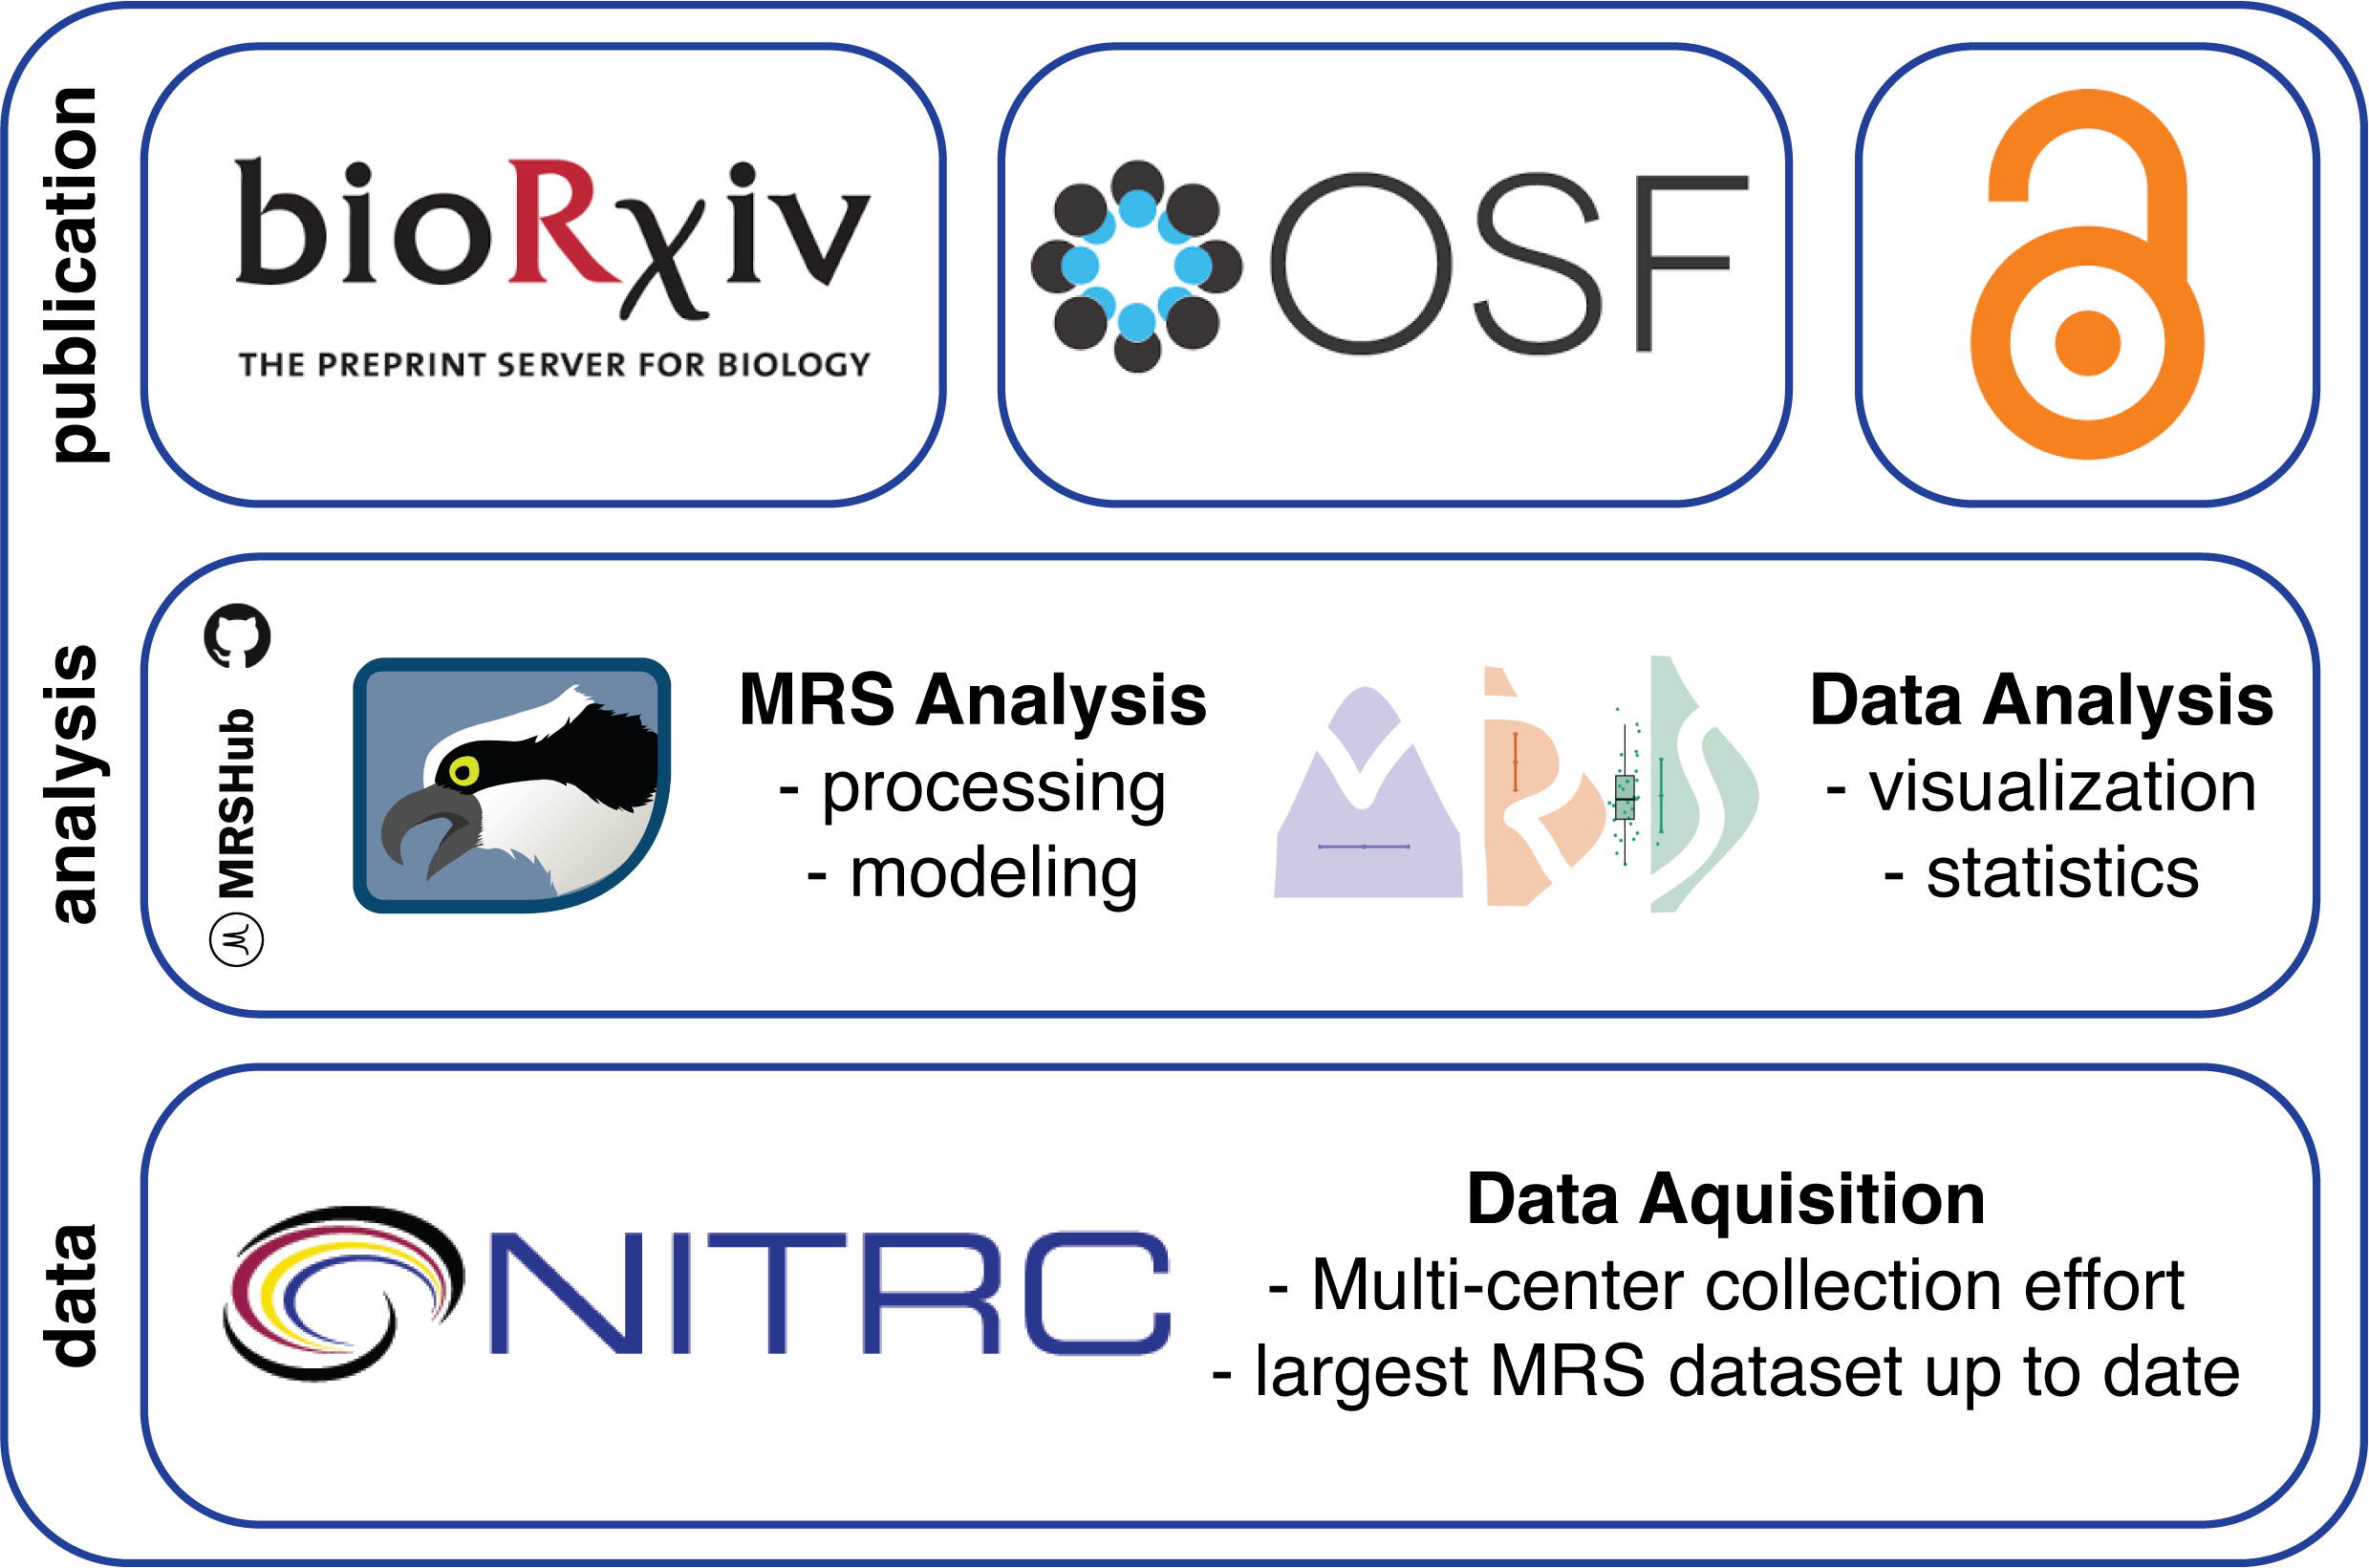 publication
bioRχiv
THE PREPRINT SERVER FOR BIOLOGY
OSF
analysis
MRSHub
MRS Analysis
- processing
- modeling
MRS
Data Analysis
- visualization
- statistics
data
NITRC
Data Aquisition
- Multi-center collection effort
- largest MRS dataset up to date